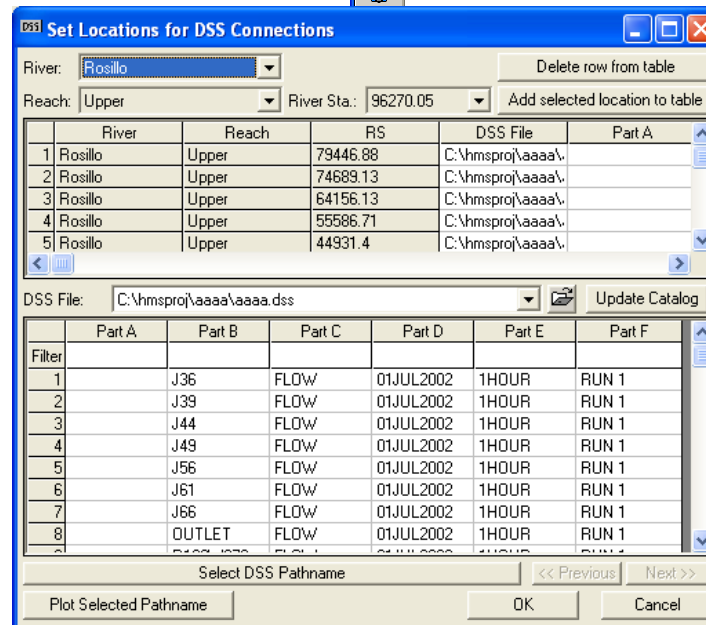 DSS Set Locations for DSS Connections
River: Rosillo Delete row from table
Reach: Upper River Sta.: 96270.05 Add selected location to table
River Reach RS DSS File Part A
1 Rosillo Upper 79446.88 C:\hmsproj\aaaa\
2 Rosillo Upper 74689.13 C:\hmsproj\aaaa\
3 Rosillo Upper 64156.13 C:\hmsproj\aaaa\
4 Rosillo Upper 55586.71 C:\hmsproj\aaaa\
5 Rosillo Upper 44931.4 C:\hmsproj\aaaa\
DSS File: C:\hmsproj\aaaa\aaaa.dss Update Catalog
Part A Part B Part C Part D Part E Part F
Filter
1 J36 FLOW 01JUL2002 1HOUR RUN 1
2 J39 FLOW 01JUL2002 1HOUR RUN 1
3 J44 FLOW 01JUL2002 1HOUR RUN 1
4 J49 FLOW 01JUL2002 1HOUR RUN 1
5 J56 FLOW 01JUL2002 1HOUR RUN 1
6 J61 FLOW 01JUL2002 1HOUR RUN 1
7 J66 FLOW 01JUL2002 1HOUR RUN 1
8 OUTLET FLOW 01JUL2002 1HOUR RUN 1
Select DSS Pathname << Previous Next >>
Plot Selected Pathname OK Cancel